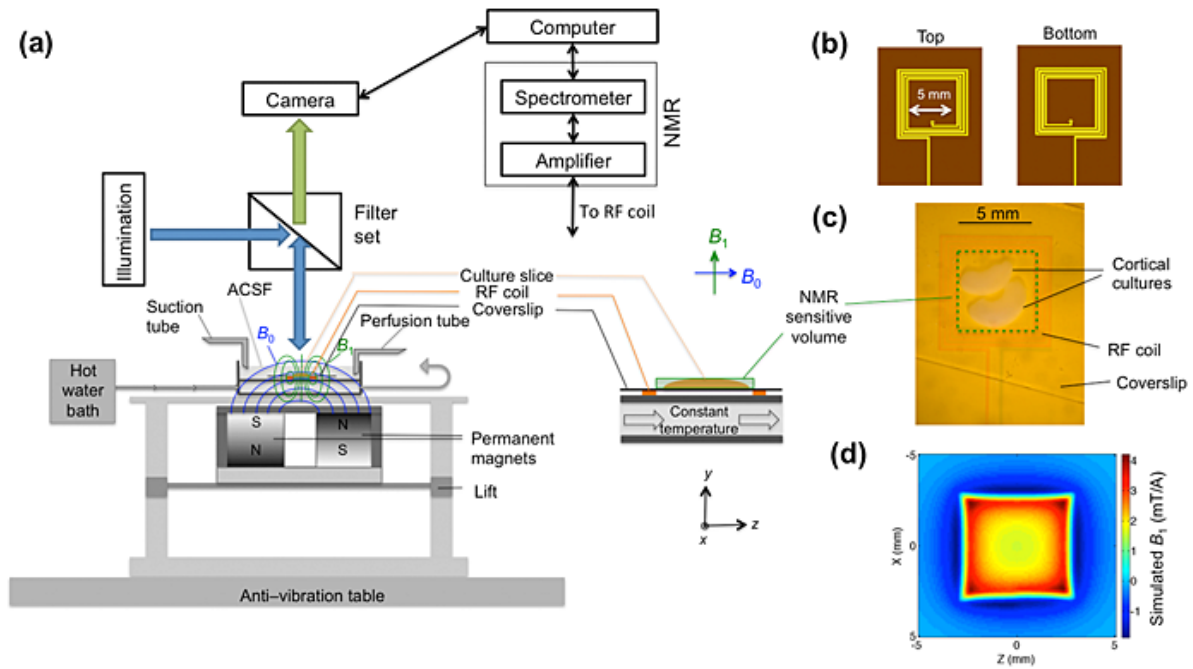 (a)
Computer
Camera
Spectrometer
Amplifier
NMR
To RF coil
Illumination
Filter
set
Suction
tube
ACSF
Culture slice
RF coil
Coverslip
Perfusion tube
B0
B1
Hot
water
bath
S
N
N
S
Permanent
magnets
Lift
Anti–vibration table
B1
B0
Constant
temperature
y
z
x
NMR
sensitive
volume
(b)
Top
Bottom
5 mm
(c)
5 mm
Cortical
cultures
RF coil
Coverslip
(d)
-5
0
5
X (mm)
-5
0
5
Z (mm)
4
3
2
1
0
-1
Simulated B1 (mT/A)